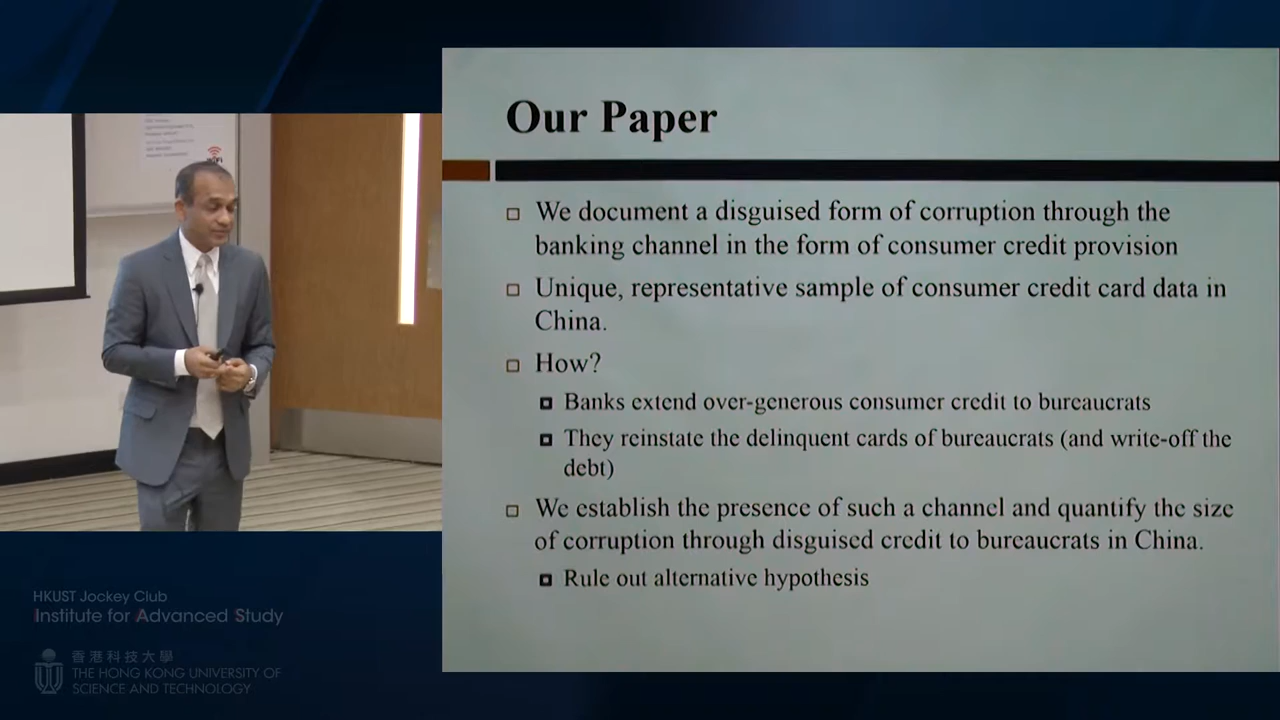 WiFi
Our Paper
We document a disguised form of corruption through the
banking channel in the form of consumer credit provision
Unique, representative sample of consumer credit card data in
China.
How?
Banks extend over-generous consumer credit to bureaucrats
They reinstate the delinquent cards of bureaucrats (and write-off the
debt)
We establish the presence of such a channel and quantify the size
of corruption through disguised credit to bureaucrats in China.
Rule out alternative hypothesis
HKUST Jockey Club
Institute for Advanced Study
香港科技大學
THE HONG KONG UNIVERSITY OF
SCIENCE AND TECHNOLOGY